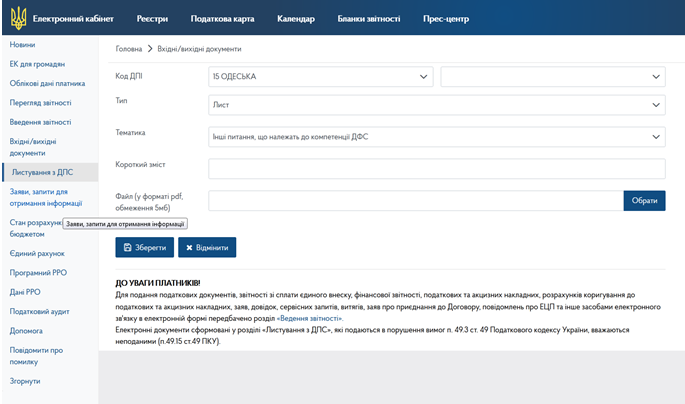 Електронний кабінет Реєстри Податкова карта Календар Бланки звітності Прес-центр
Новини
ЕК для громадян
Облікові дані платника
Перегляд звітності
Введення звітності
Вхідні/вихідні
документи
Листування з ДПС
Заяви, запити для
отримання інформації
Стан розрахунк
бюджетом
Заяви, запити для отримання інформації
Єдиний рахунок
Програмний РРО
Дані РРО
Податковий аудит
Допомога
Повідомити про
помилку
Згорнути
Головна > Вхідні/вихідні документи
Код ДПІ 15 ОДЕСЬКА
Тип Лист
Тематика Інші питання, що належать до компетенції ДФС
Короткий зміст
Файл (у форматі pdf,
обмеження 5мб) Обрати
Зберегти Відмінити
ДО УВАГИ ПЛАТНИКІВ!
Для подання податкових документів, звітності зі сплати єдиного внеску, фінансової звітності, податкових та акцизних накладних, розрахунків коригування до
податкових та акцизних накладних, заяв, довідок, сервісних запитів, витягів, заяв про приєднання до Договору, повідомлень про ЕЦП та інше засобами електронного
зв'язку в електронній формі передбачено розділ «Ведення звітності».
Електронні документи сформовані у розділі «Листування з ДПС», які подаються в порушення вимог п. 49.3 ст. 49 Податкового кодексу України, вважаються
неподаними (п.49.15 ст.49 ПКУ).